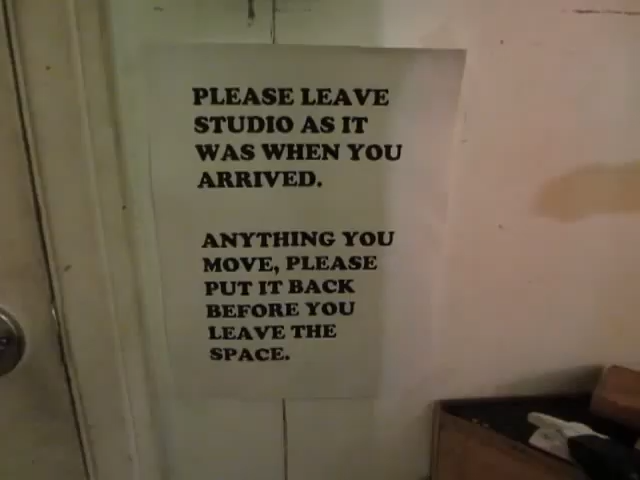 PLEASE LEAVE
STUDIO AS IT
WAS WHEN YOU
ARRIVED.
ANYTHING YOU
MOVE, PLEASE
PUT IT BACK
BEFORE YOU
LEAVE THE
SPACE.